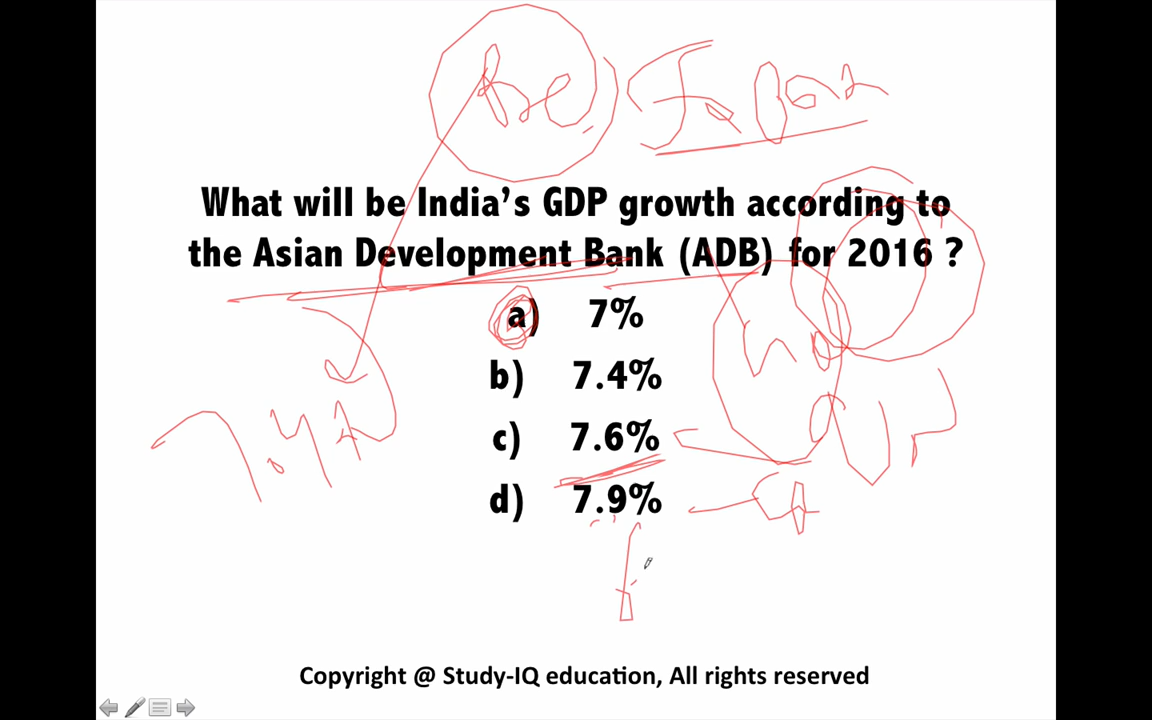 What will be India's GDP growth according to
the Asian Development Bank (ADB) for 2016 ?
a) 7%
b) 7.4%
c) 7.6%
d) 7.9%
Copyright @ Study-IQ education, All rights reserved